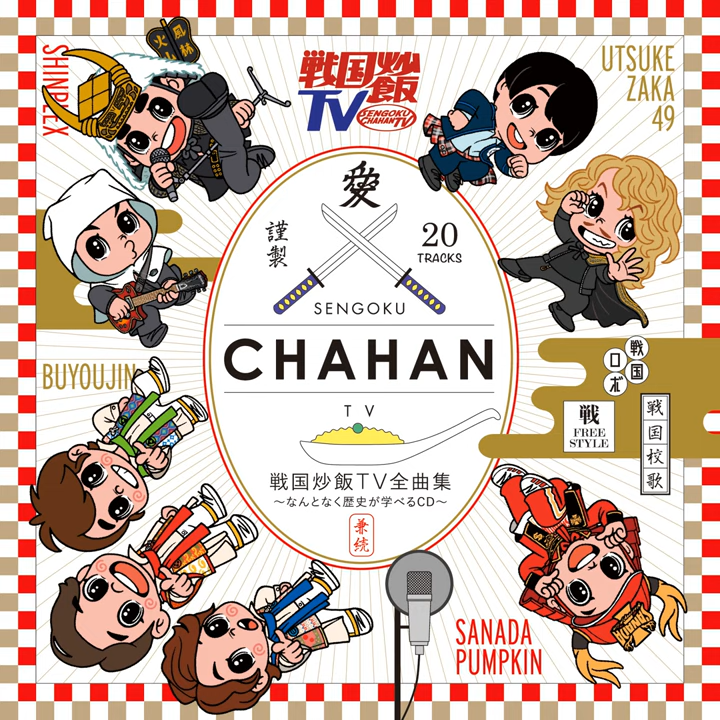 SHINPLEX
風林
火山
戦国炒飯
TV
SENGOKU
CHAHAN TV
UTSUKE
ZAKA
49
愛
謹製
20
TRACKS
SENGOKU
CHAHAN
TV
戦国炒飯TV全曲集
〜なんとなく歴史が学べるCD〜
兼続
BUYOUJIN
戦国
ロボ
戦
FREE
STYLE
戦国校歌
SANADA
PUMPKIN